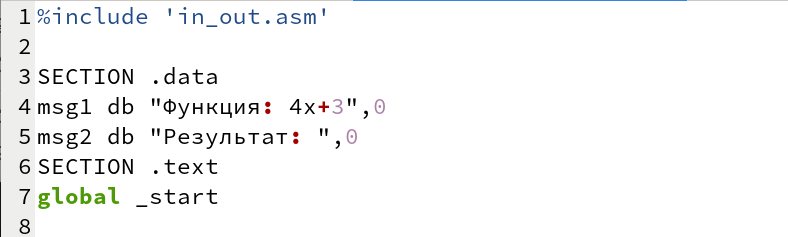 1 %include 'in_out.asm'
2
3 SECTION .data
4 msg1 db "Функция: 4x+3",0
5 msg2 db "Результат: ",0
6 SECTION .text
7 global _start
8